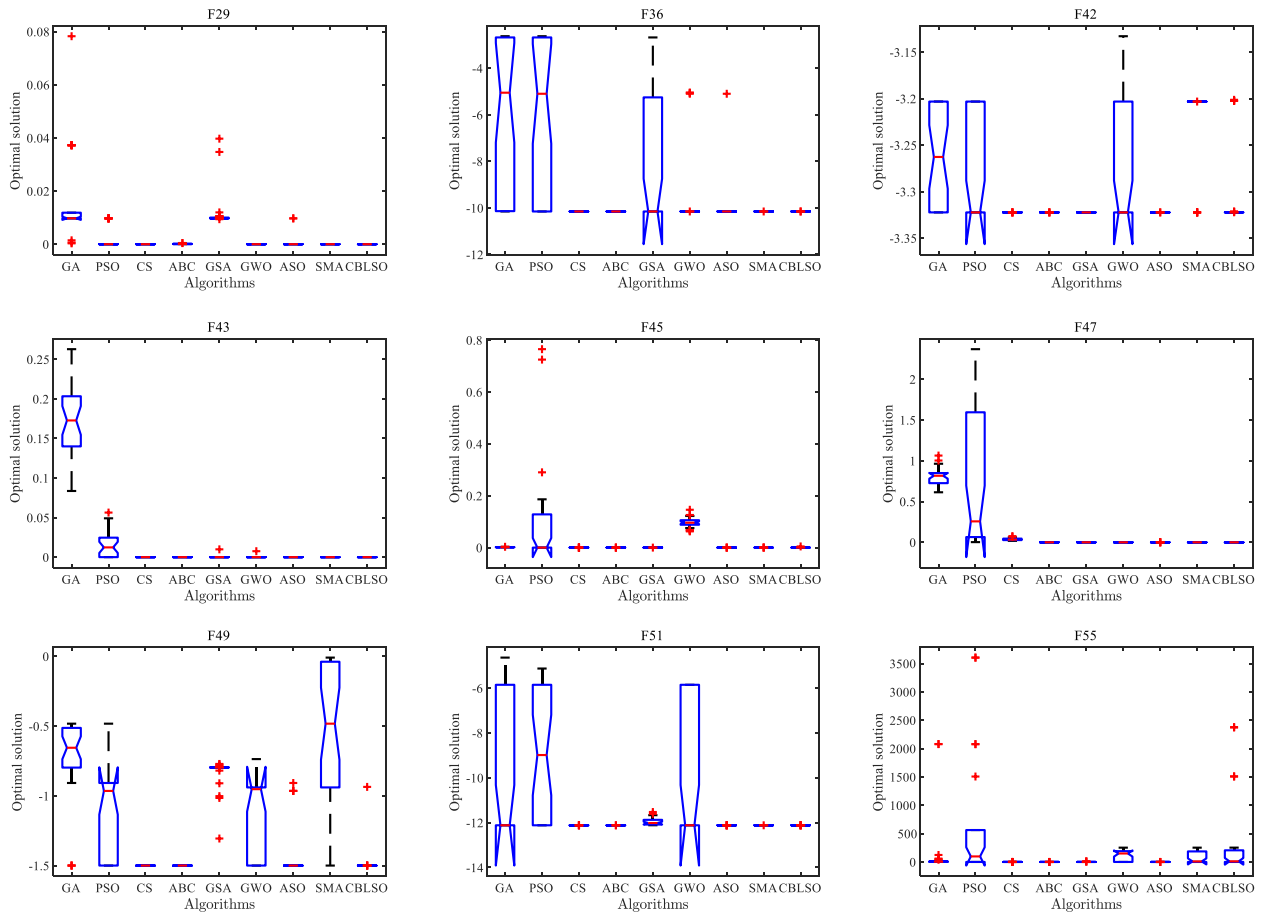 F29
0.08
0.06
0.04
0.02
0
Optimal solution
GA PSO CS ABC GSA GWO ASO SMA CBLSO
Algorithms
F36
-4
-6
-8
-10
-12
Optimal solution
GA PSO CS ABC GSA GWO ASO SMA CBLSO
Algorithms
F42
-3.15
-3.2
-3.25
-3.3
-3.35
Optimal solution
GA PSO CS ABC GSA GWO ASO SMA CBLSO
Algorithms
F43
0.25
0.2
0.15
0.1
0.05
0
Optimal solution
GA PSO CS ABC GSA GWO ASO SMA CBLSO
Algorithms
F45
0.8
0.6
0.4
0.2
0
Optimal solution
GA PSO CS ABC GSA GWO ASO SMA CBLSO
Algorithms
F47
2
1.5
1
0.5
0
Optimal solution
GA PSO CS ABC GSA GWO ASO SMA CBLSO
Algorithms
F49
0
-0.5
-1
-1.5
Optimal solution
GA PSO CS ABC GSA GWO ASO SMA CBLSO
Algorithms
F51
-6
-8
-10
-12
-14
Optimal solution
GA PSO CS ABC GSA GWO ASO SMA CBLSO
Algorithms
F55
3500
3000
2500
2000
1500
1000
500
0
Optimal solution
GA PSO CS ABC GSA GWO ASO SMA CBLSO
Algorithms